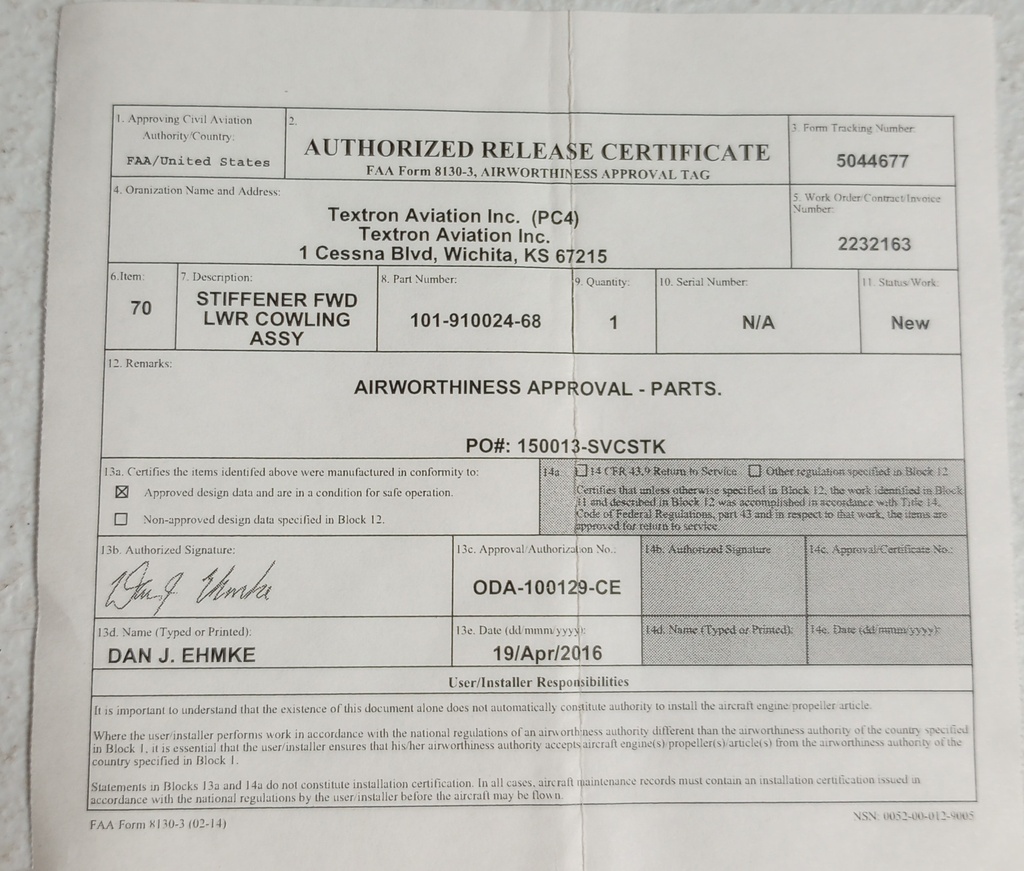 1. Approving Civil Aviation
Authority/Country:
FAA/United States
2.
AUTHORIZED RELEASE CERTIFICATE
FAA Form 8130-3, AIRWORTHINESS APPROVAL TAG
3. Form Tracking Number:
5044677
4. Oranization Name and Address:
Textron Aviation Inc. (PC4)
Textron Aviation Inc.
1 Cessna Blvd, Wichita, KS 67215
5. Work Order/Contract/Invoice
Number:
2232163
6.Item:
70
7. Description:
STIFFENER FWD
LWR COWLING
ASSY
8. Part Number:
101-910024-68
9. Quantity:
1
10. Serial Number:
N/A
11. Status/Work:
New
12. Remarks:
AIRWORTHINESS APPROVAL - PARTS.
PO#: 150013-SVCSTK
13a. Certifies the items identifed above were manufactured in conformity to:
Approved design data and are in a condition for safe operation.
Non-approved design data specified in Block 12.
14a. 14 CFR 43.9 Return to Service Other regulation specified in Block 12
Certifies that unless otherwise specified in Block 12, the work identified in Block
11 and described in Block 12 was accomplished in accordance with Title 14,
Code of Federal Regulations, part 43 and in respect to that work, the items are
approved for return to service.
13b. Authorized Signature:
Dan J Ehmke
13c. Approval/Authorization No.:
ODA-100129-CE
14b. Authorized Signature
14c. Approval/Certificate No.:
13d. Name (Typed or Printed):
DAN J. EHMKE
13e. Date (dd/mmm/yyyy):
19/Apr/2016
14d. Name (Typed or Printed):
14e. Date (dd/mmm/yyyy):
User/Installer Responsibilities
It is important to understand that the existence of this document alone does not automatically constitute authority to install the aircraft engine/propeller/article.
Where the user/installer performs work in accordance with the national regulations of an airworthiness authority different than the airworthiness authority of the country specified
in Block 1, it is essential that the user/installer ensures that his/her airworthiness authority accepts aircraft engine(s)/propeller(s)/article(s) from the airworthiness authority of the
country specified in Block 1.
Statements in Blocks 13a and 14a do not constitute installation certification. In all cases, aircraft maintenance records must contain an installation certification issued in
accordance with the national regulations by the user/installer before the aircraft may be flown.
FAA Form 8130-3 (02-14)
NSN: 0052-00-012-9005